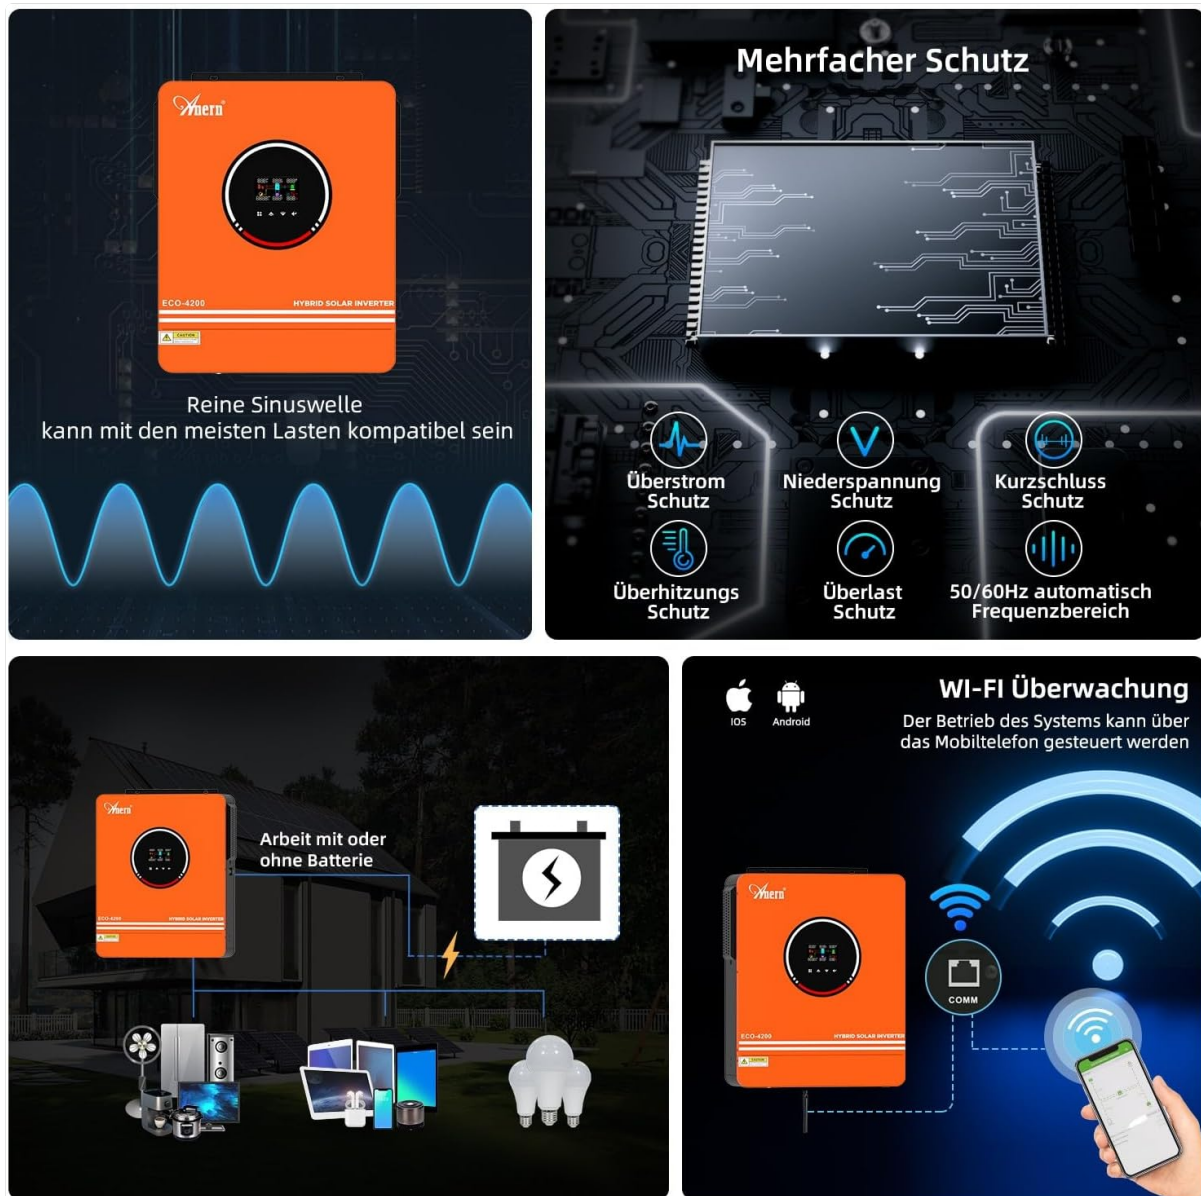 Anern®
ECO-4200 HYBRID SOLAR INVERTER
CAUTION
Reine Sinuswelle
kann mit den meisten Lasten kompatibel sein
Mehrfacher Schutz
Überstrom
Schutz
Niederspannung
Schutz
Kurzschluss
Schutz
Überhitzungs
Schutz
Überlast
Schutz
50/60Hz automatisch
Frequenzbereich
Anern®
Arbeit mit oder
ohne Batterie
ECO-4200 HYBRID SOLAR INVERTER
IOS
Android
WI-FI Überwachung
Der Betrieb des Systems kann über
das Mobiltelefon gesteuert werden
Anern®
COMM
ECO-4200 HYBRID SOLAR INVERTER